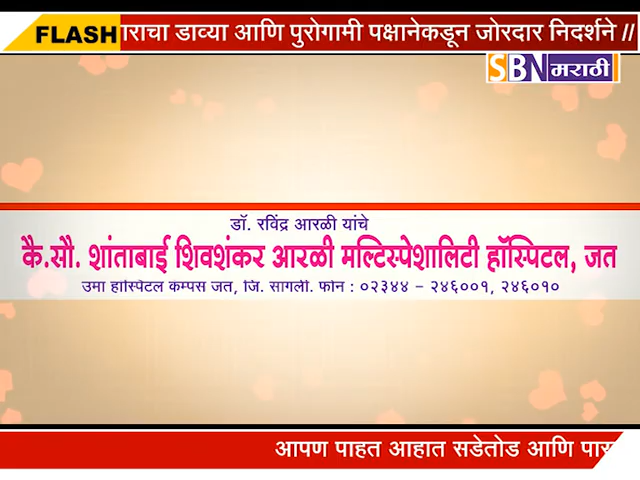 FLASH
ाराचा डाव्या आणि पुरोगामी पक्षानेकडून जोरदार निदर्शने //
SBN मराठी
डॉ. रविंद्र आरळी यांचे
कै.सौ. शांताबाई शिवशंकर आरळी मल्टिस्पेशालिटी हॉस्पिटल, जत
उमा हॉस्पिटल कॅम्पस जत, जि. सांगली. फोन : ०२३४४ – २४६००१, २४६०१०
आपण पाहत आहात सडेतोड आणि पार